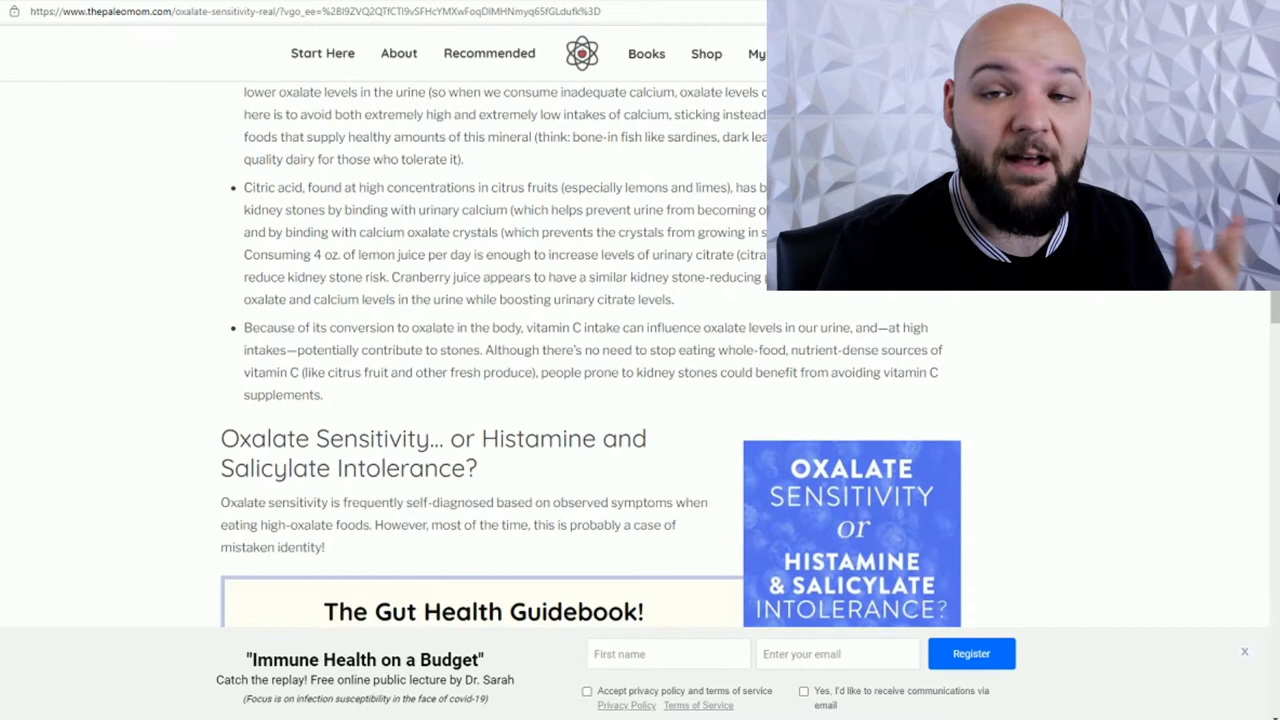 https://www.thepaleomom.com/oxalate-sensitivity-real/?vgo_ee=%2BI9ZVQ2QTfCTI9vSFHcYMXwFoqDIMHNmyq65fGLdufk%3D
Start Here About Recommended Books Shop My
lower oxalate levels in the urine (so when we consume inadequate calcium, oxalate levels
here is to avoid both extremely high and extremely low intakes of calcium, sticking instead
foods that supply healthy amounts of this mineral (think: bone-in fish like sardines, dark
quality dairy for those who tolerate it).
• Citric acid, found at high concentrations in citrus fruits (especially lemons and limes), has
kidney stones by binding with urinary calcium (which helps prevent urine from becoming
and by binding with calcium oxalate crystals (which prevents the crystals from growing in
Consuming 4 oz. of lemon juice per day is enough to increase levels of urinary citrate
reduce kidney stone risk. Cranberry juice appears to have a similar kidney stone-reducing
oxalate and calcium levels in the urine while boosting urinary citrate levels.
• Because of its conversion to oxalate in the body, vitamin C intake can influence oxalate levels in our urine, and—at high
intakes—potentially contribute to stones. Although there's no need to stop eating whole-food, nutrient-dense sources of
vitamin C (like citrus fruit and other fresh produce), people prone to kidney stones could benefit from avoiding vitamin C
supplements.
Oxalate Sensitivity... or Histamine and
Salicylate Intolerance?
Oxalate sensitivity is frequently self-diagnosed based on observed symptoms when
eating high-oxalate foods. However, most of the time, this is probably a case of
mistaken identity!
OXALATE
SENSITIVITY
or
HISTAMINE
& SALICYLATE
INTOLERANCE?
The Gut Health Guidebook!
"Immune Health on a Budget"
Catch the replay! Free online public lecture by Dr. Sarah
(Focus on infection susceptibility in the face of covid-19)
First name
Enter your email
Register
X
Accept privacy policy and terms of service
Privacy Policy Terms of Service
Yes, I'd like to receive communications via
email